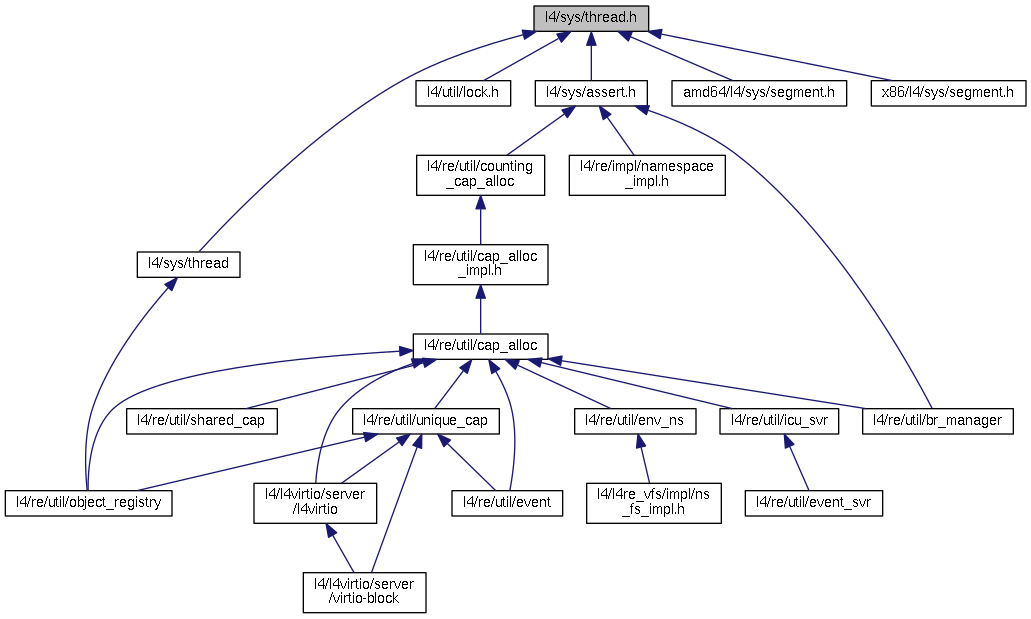 l4/sys/thread.h
l4/util/lock.h
l4/sys/assert.h
amd64/l4/sys/segment.h
x86/l4/sys/segment.h
l4/re/util/counting
_cap_alloc
l4/re/impl/namespace
_impl.h
l4/sys/thread
l4/re/util/cap_alloc
_impl.h
l4/re/util/cap_alloc
l4/re/util/shared_cap
l4/re/util/unique_cap
l4/re/util/env_ns
l4/re/util/icu_svr
l4/re/util/br_manager
l4/re/util/object_registry
l4/l4virtio/server
/l4virtio
l4/re/util/event
l4/l4re_vfs/impl/ns
_fs_impl.h
l4/re/util/event_svr
l4/l4virtio/server
/virtio-block